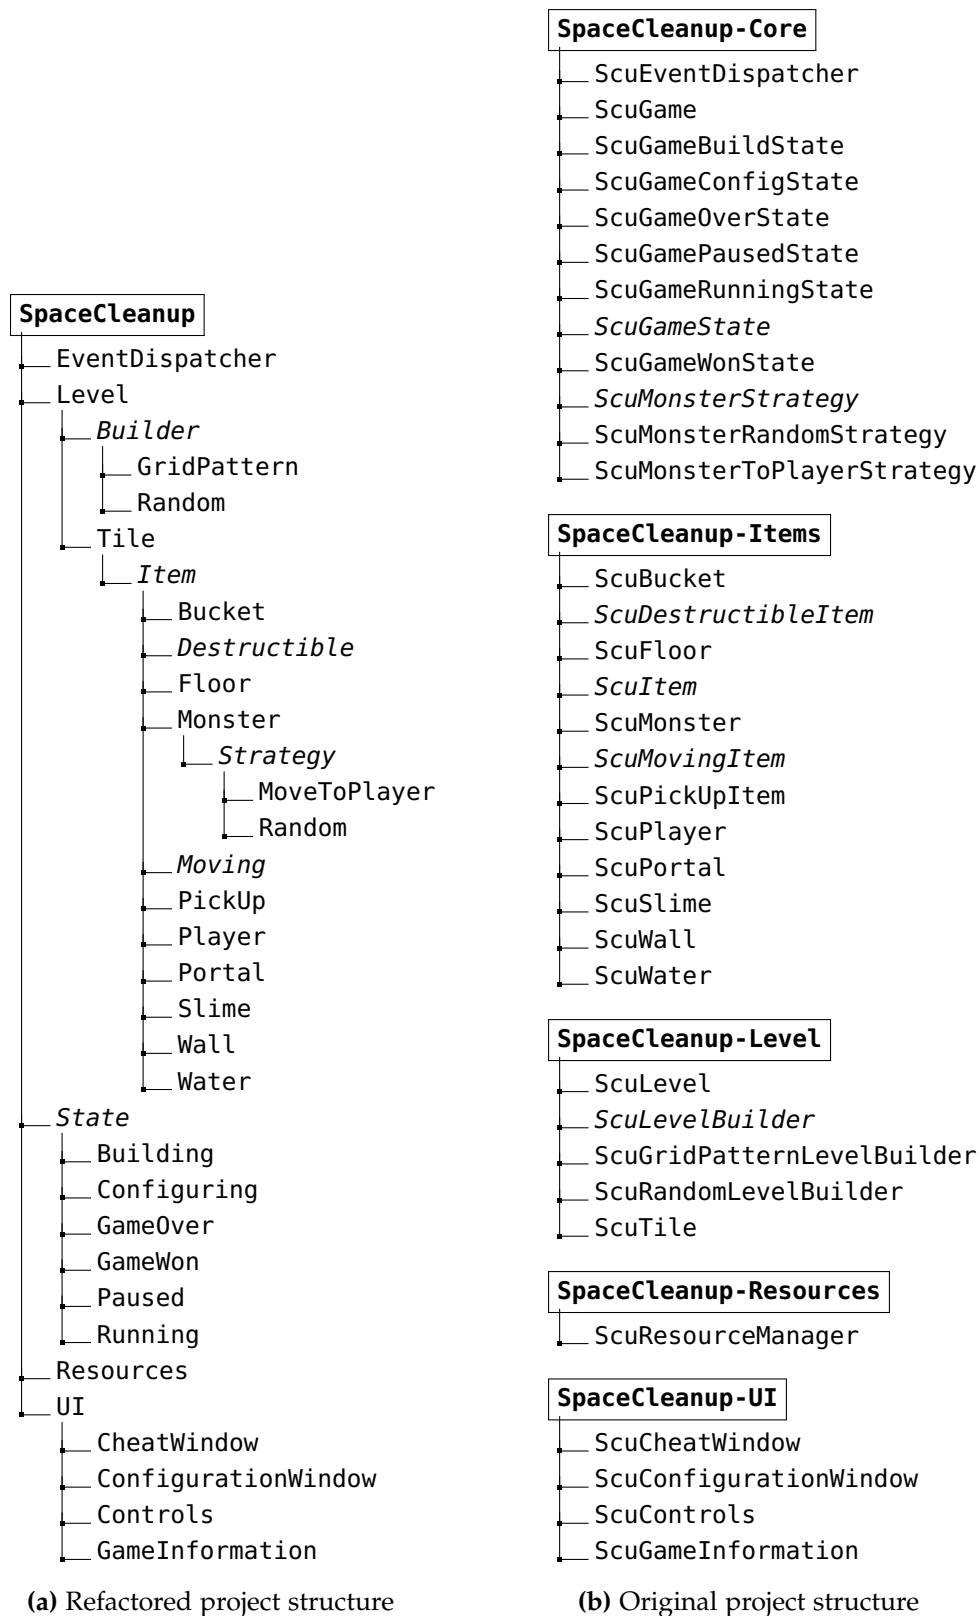 SpaceCleanup
EventDispatcher
Level
Builder
GridPattern
Random
Tile
Item
Bucket
Destructible
Floor
Monster
Strategy
MoveToPlayer
Random
Moving
PickUp
Player
Portal
Slime
Wall
Water
State
Building
Configuring
GameOver
GameWon
Paused
Running
Resources
UI
CheatWindow
ConfigurationWindow
Controls
GameInformation
(a) Refactored project structure
SpaceCleanup-Core
ScuEventDispatcher
ScuGame
ScuGameBuildState
ScuGameConfigState
ScuGameOverState
ScuGamePausedState
ScuGameRunningState
ScuGameState
ScuGameWonState
ScuMonsterStrategy
ScuMonsterRandomStrategy
ScuMonsterToPlayerStrategy
SpaceCleanup-Items
ScuBucket
ScuDestructibleItem
ScuFloor
ScuItem
ScuMonster
ScuMovingItem
ScuPickUpItem
ScuPlayer
ScuPortal
ScuSlime
ScuWall
ScuWater
SpaceCleanup-Level
ScuLevel
ScuLevelBuilder
ScuGridPatternLevelBuilder
ScuRandomLevelBuilder
ScuTile
SpaceCleanup-Resources
ScuResourceManager
SpaceCleanup-UI
ScuCheatWindow
ScuConfigurationWindow
ScuControls
ScuGameInformation
(b) Original project structure